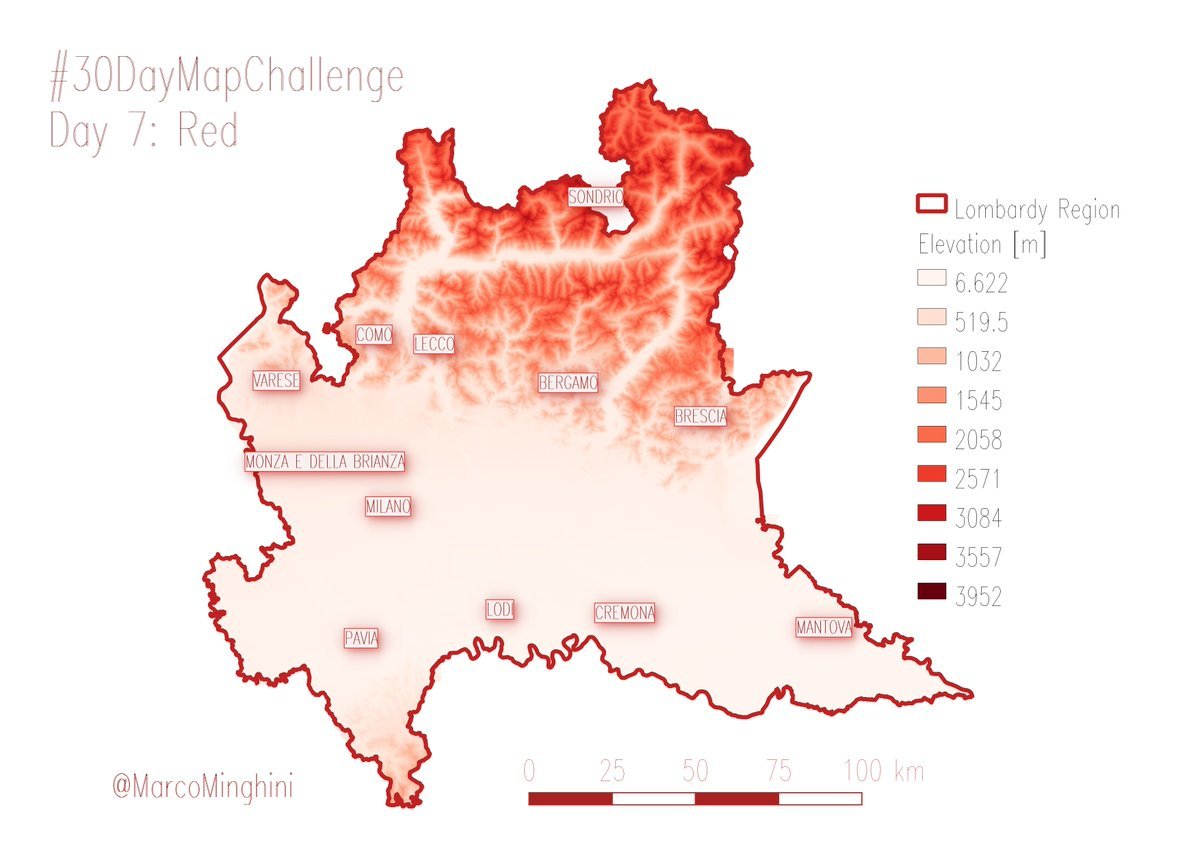 #30DayMapChallenge
Day 7: Red
SONDRIO
Lombardy Region
Elevation [m]
6.622
519.5
1032
1545
2058
2571
3084
3557
3952
COMO
LECCO
VARESE
BERGAMO
BRESCIA
MONZA E DELLA BRIANZA
MILANO
LODI
CREMONA
MANTOVA
PAVIA
@MarcoMinghini
0 25 50 75 100 km